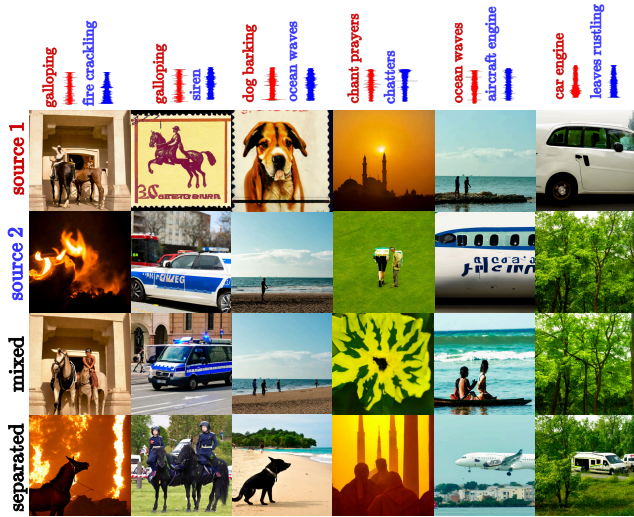 galloping
fire crackling
galloping
siren
dog barking
ocean waves
chant prayers
chatters
ocean waves
aircraft engine
car engine
leaves rustling
source 1
source 2
mixed
separated